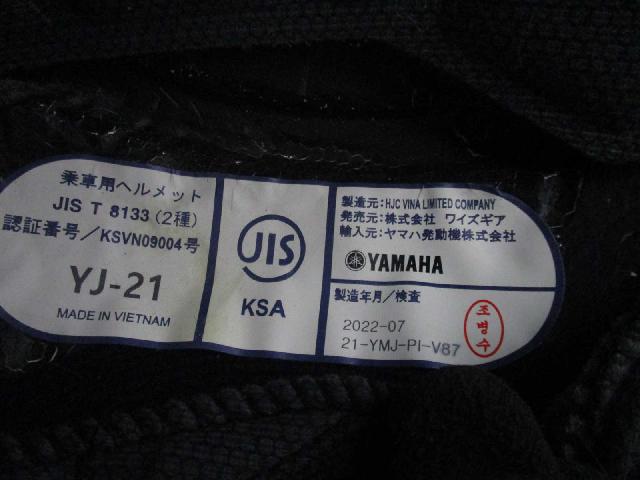 乗車用ヘルメット
JIS T 8133 (2種)
認証番号/KSVN09004号
YJ-21
MADE IN VIETNAM
JIS
KSA
製造元:HJC VINA LIMITED COMPANY
発売元:株式会社 ワイズギア
輸入元:ヤマハ発動機株式会社
YAMAHA
製造年月/検査
2022-07
21-YMJ-PI-V87
조병수